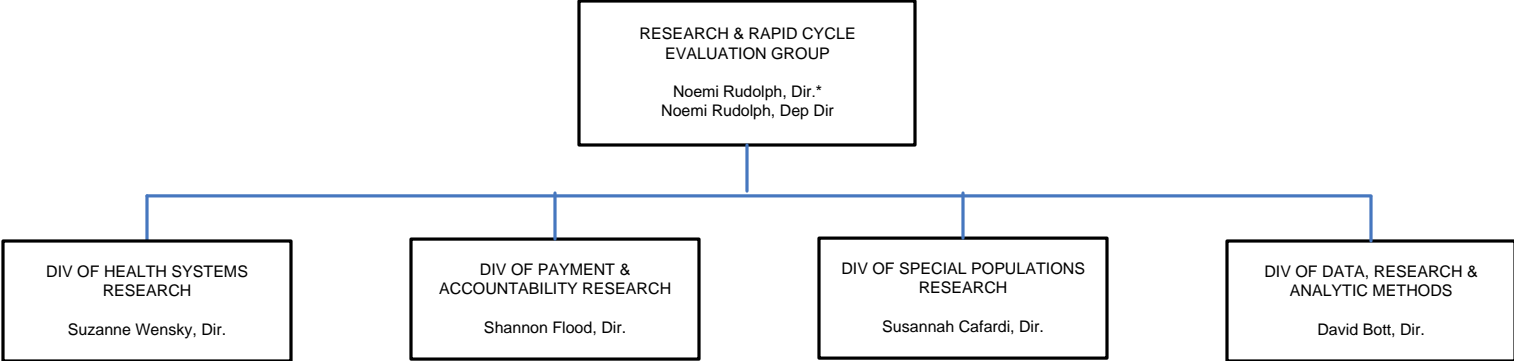 RESEARCH & RAPID CYCLE
EVALUATION GROUP
Noemi Rudolph, Dir.*
Noemi Rudolph, Dep Dir
DIV OF HEALTH SYSTEMS
RESEARCH
Suzanne Wensky, Dir.
DIV OF PAYMENT &
ACCOUNTABILITY RESEARCH
Shannon Flood, Dir.
DIV OF SPECIAL POPULATIONS
RESEARCH
Susannah Cafardi, Dir.
DIV OF DATA, RESEARCH &
ANALYTIC METHODS
David Bott, Dir.